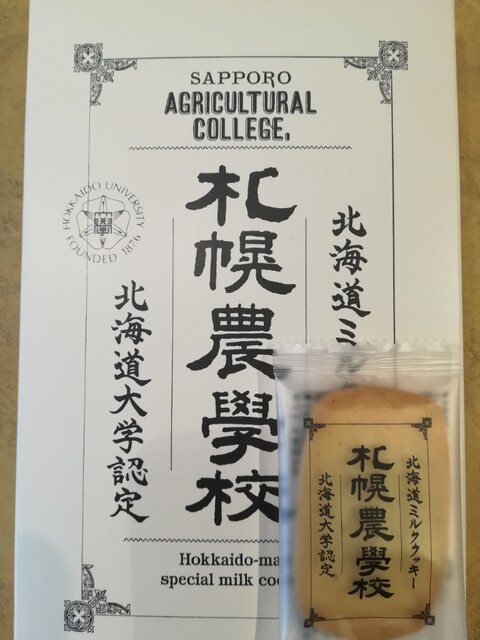 SAPPORO
AGRICULTURAL
COLLEGE.
HOKKAIDO UNIVERSITY
FOUNDED 1876
北海道ミル
札幌農學校
北海道大学認定
Hokkaido-ma
special milk coo
北海道ミルククッキー
札幌農學校
北海道大学認定